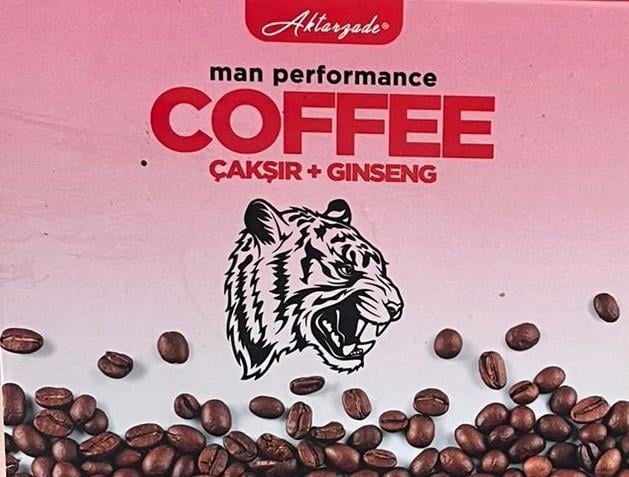 Aktarzade®
man performance
COFFEE
ÇAKŞIR + GINSENG